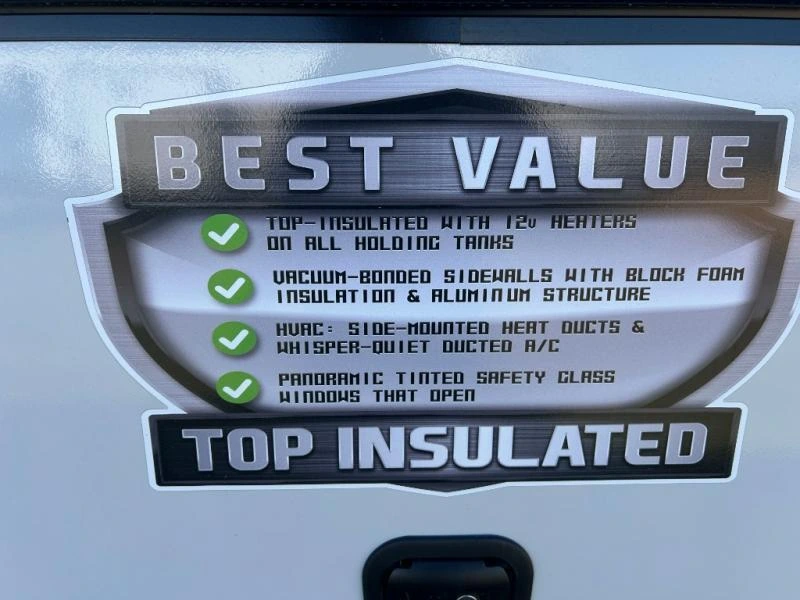 BEST VALUE
TOP-INSULATED WITH 12v HEATERS
ON ALL HOLDING TANKS
VACUUM-BONDED SIDEWALLS WITH BLOCK FOAM
INSULATION & ALUMINUM STRUCTURE
HVAC: SIDE-MOUNTED HEAT DUCTS &
WHISPER-QUIET DUCTED A/C
PANORAMIC TINTED SAFETY GLASS
WINDOWS THAT OPEN
TOP INSULATED